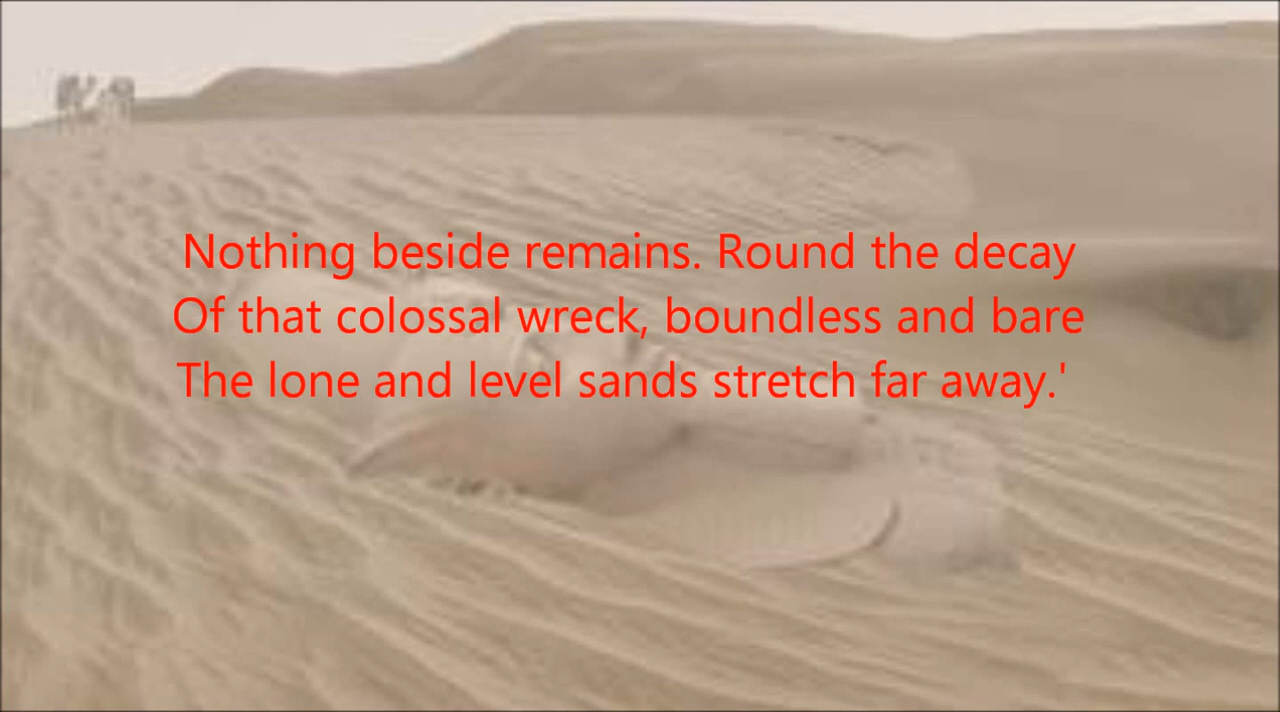 Nothing beside remains. Round the decay
Of that colossal wreck, boundless and bare
The lone and level sands stretch far away.'